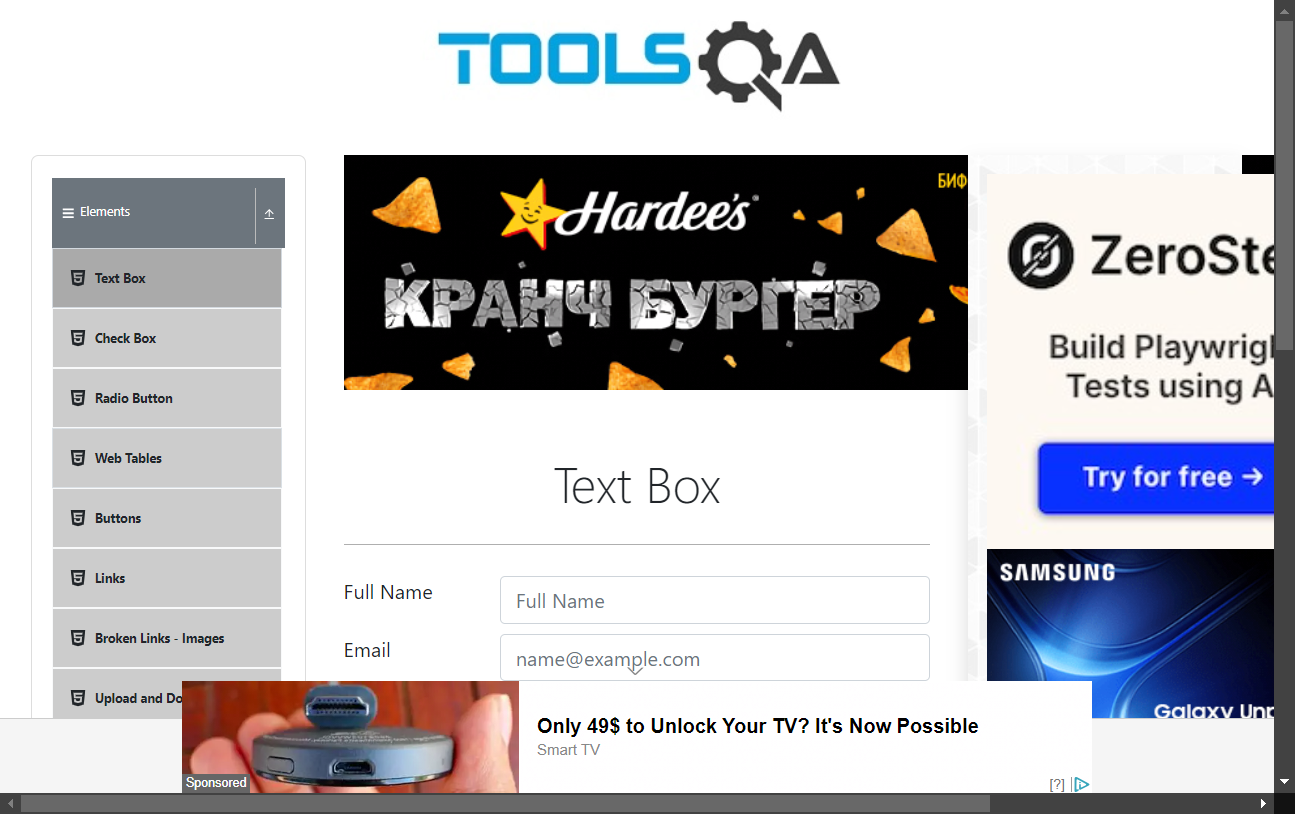 TOOLSQA
Elements
Text Box
Check Box
Radio Button
Web Tables
Buttons
Links
Broken Links - Images
Upload and Do
Hardee's
БИФ
КРАНЧ БУРГЕР
ZeroSte
Build Playwrigh
Tests using A
Try for free →
SAMSUNG
Galaxy Unp
Text Box
Full Name
Full Name
Email
name@example.com
Only 49$ to Unlock Your TV? It's Now Possible
Smart TV
Sponsored
[?]